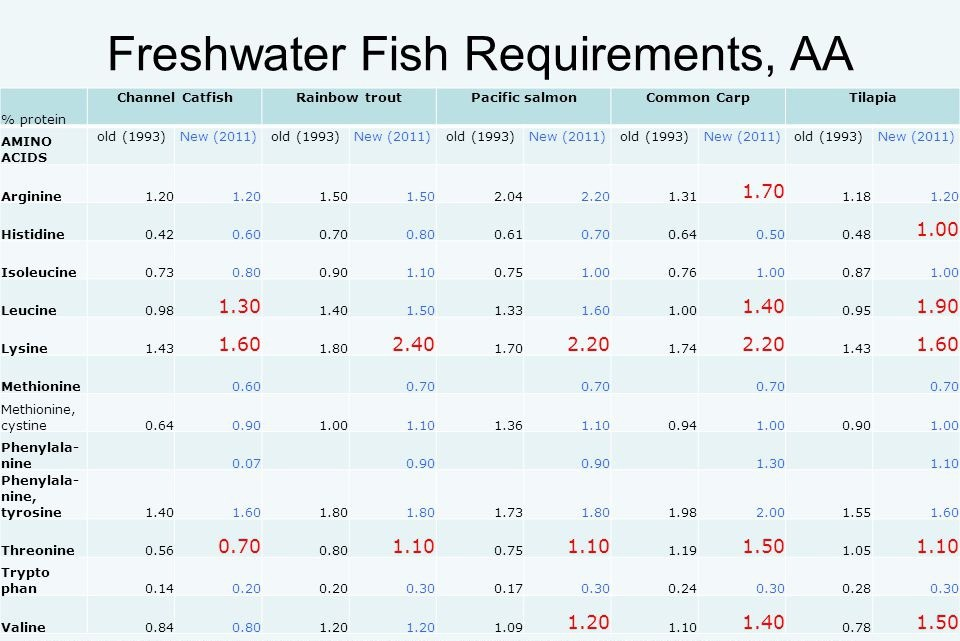 Freshwater Fish Requirements, AA
% protein Channel Catfish Rainbow trout Pacific salmon Common Carp Tilapia
AMINO ACIDS old (1993) New (2011) old (1993) New (2011) old (1993) New (2011) old (1993) New (2011) old (1993) New (2011)
Arginine 1.20 1.20 1.50 1.50 2.04 2.20 1.31 1.70 1.18 1.20
Histidine 0.42 0.60 0.70 0.80 0.61 0.70 0.64 0.50 0.48 1.00
Isoleucine 0.73 0.80 0.90 1.10 0.75 1.00 0.76 1.00 0.87 1.00
Leucine 0.98 1.30 1.40 1.50 1.33 1.60 1.00 1.40 0.95 1.90
Lysine 1.43 1.60 1.80 2.40 1.70 2.20 1.74 2.20 1.43 1.60
Methionine 0.60 0.70 0.70 0.70 0.70
Methionine,
cystine 0.64 0.90 1.00 1.10 1.36 1.10 0.94 1.00 0.90 1.00
Phenylala-
nine 0.07 0.90 0.90 1.30 1.10
Phenylala-
nine,
tyrosine 1.40 1.60 1.80 1.80 1.73 1.80 1.98 2.00 1.55 1.60
Threonine 0.56 0.70 0.80 1.10 0.75 1.10 1.19 1.50 1.05 1.10
Trypto
phan 0.14 0.20 0.20 0.30 0.17 0.30 0.24 0.30 0.28 0.30
Valine 0.84 0.80 1.20 1.20 1.09 1.20 1.10 1.40 0.78 1.50